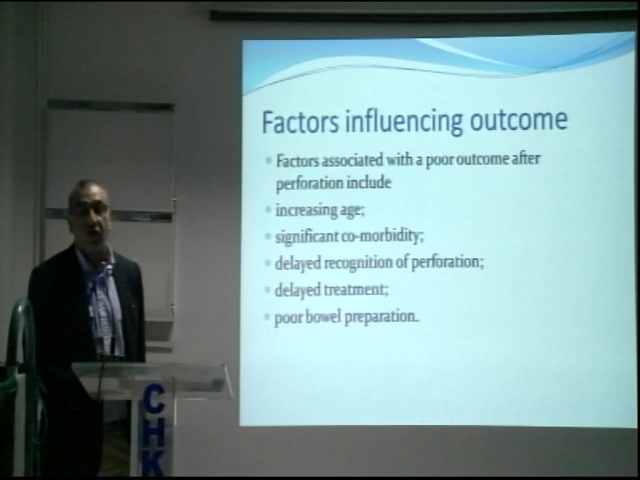 Factors influencing outcome
Factors associated with a poor outcome after
perforation include
increasing age;
significant co-morbidity;
delayed recognition of perforation;
delayed treatment;
poor bowel preparation.
CHK